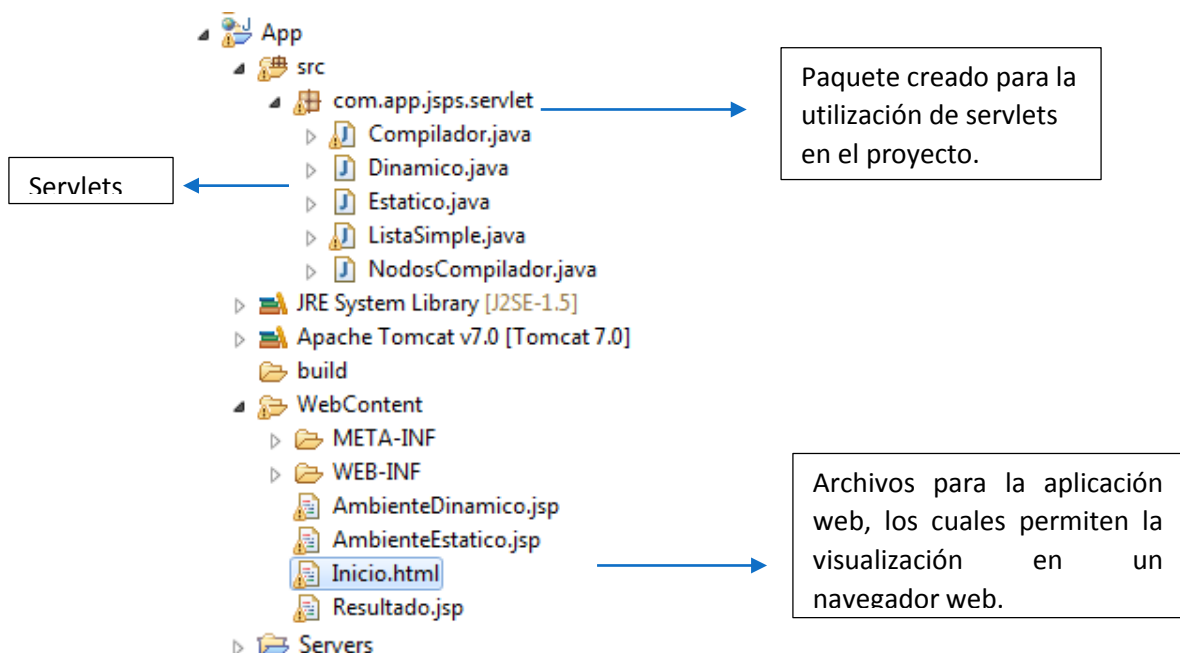 App
src
com.app.jsps.servlet
Compilador.java
Dinamico.java
Estatico.java
ListaSimple.java
NodosCompilador.java
JRE System Library [J2SE-1.5]
Apache Tomcat v7.0 [Tomcat 7.0]
build
WebContent
META-INF
WEB-INF
AmbienteDinamico.jsp
AmbienteEstatico.jsp
Inicio.html
Resultado.jsp
Servers
Servlets
Paquete creado para la
utilización de servlets
en el proyecto.
Archivos para la aplicación
web, los cuales permiten la
visualización en un
navegador web.